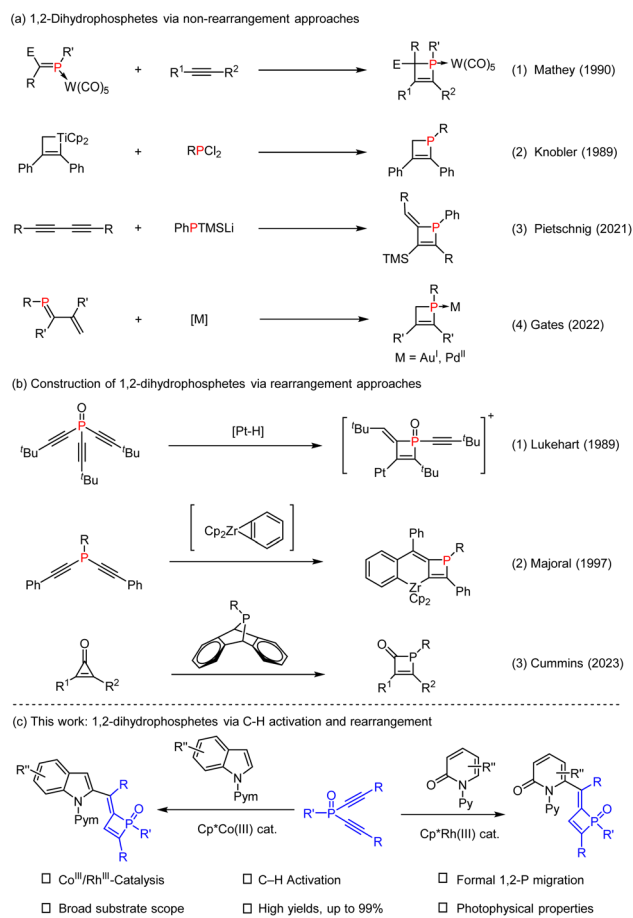 (a) 1,2-Dihydrophosphetes via non-rearrangement approaches
E R' P R W(CO)5 + R1 R2 E R R' P W(CO)5 R1 R2 (1) Mathey (1990)
TiCp2 Ph Ph + RPCl2 R P Ph Ph (2) Knobler (1989)
R R + PhPTMSLi R Ph P TMS R (3) Pietschnig (2021)
R P R' R' + [M] R P M R' R' (4) Gates (2022)
M = AuI, PdII
(b) Construction of 1,2-dihydrophosphetes via rearrangement approaches
O P tBu tBu tBu [Pt-H] tBu O P tBu Pt tBu + (1) Lukehart (1989)
R P Ph Ph Cp2Zr Ph R P Zr Cp2 Ph (2) Majoral (1997)
O R1 R2 R P O R P R1 R2 (3) Cummins (2023)
(c) This work: 1,2-dihydrophosphetes via C-H activation and rearrangement
R'' N Pym R O P R' R
R'' N Pym
Cp*Co(III) cat.
O R' P R R
O N R'' Py
Cp*Rh(III) cat.
O N R'' Py R O P R' R
CoIII/RhIII-Catalysis C–H Activation Formal 1,2-P migration
Broad substrate scope High yields, up to 99% Photophysical properties